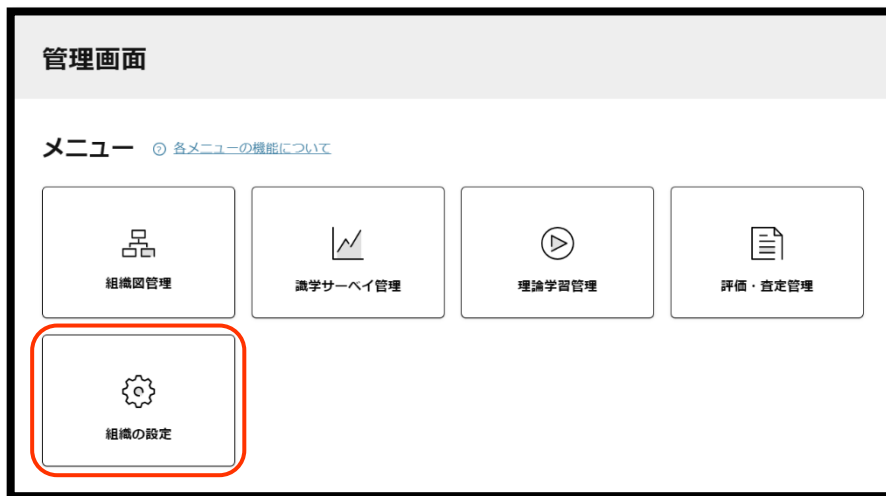 管理画面
メニュー ? 各メニューの機能について
組織図管理
識学サーベイ管理
理論学習管理
評価・査定管理
組織の設定